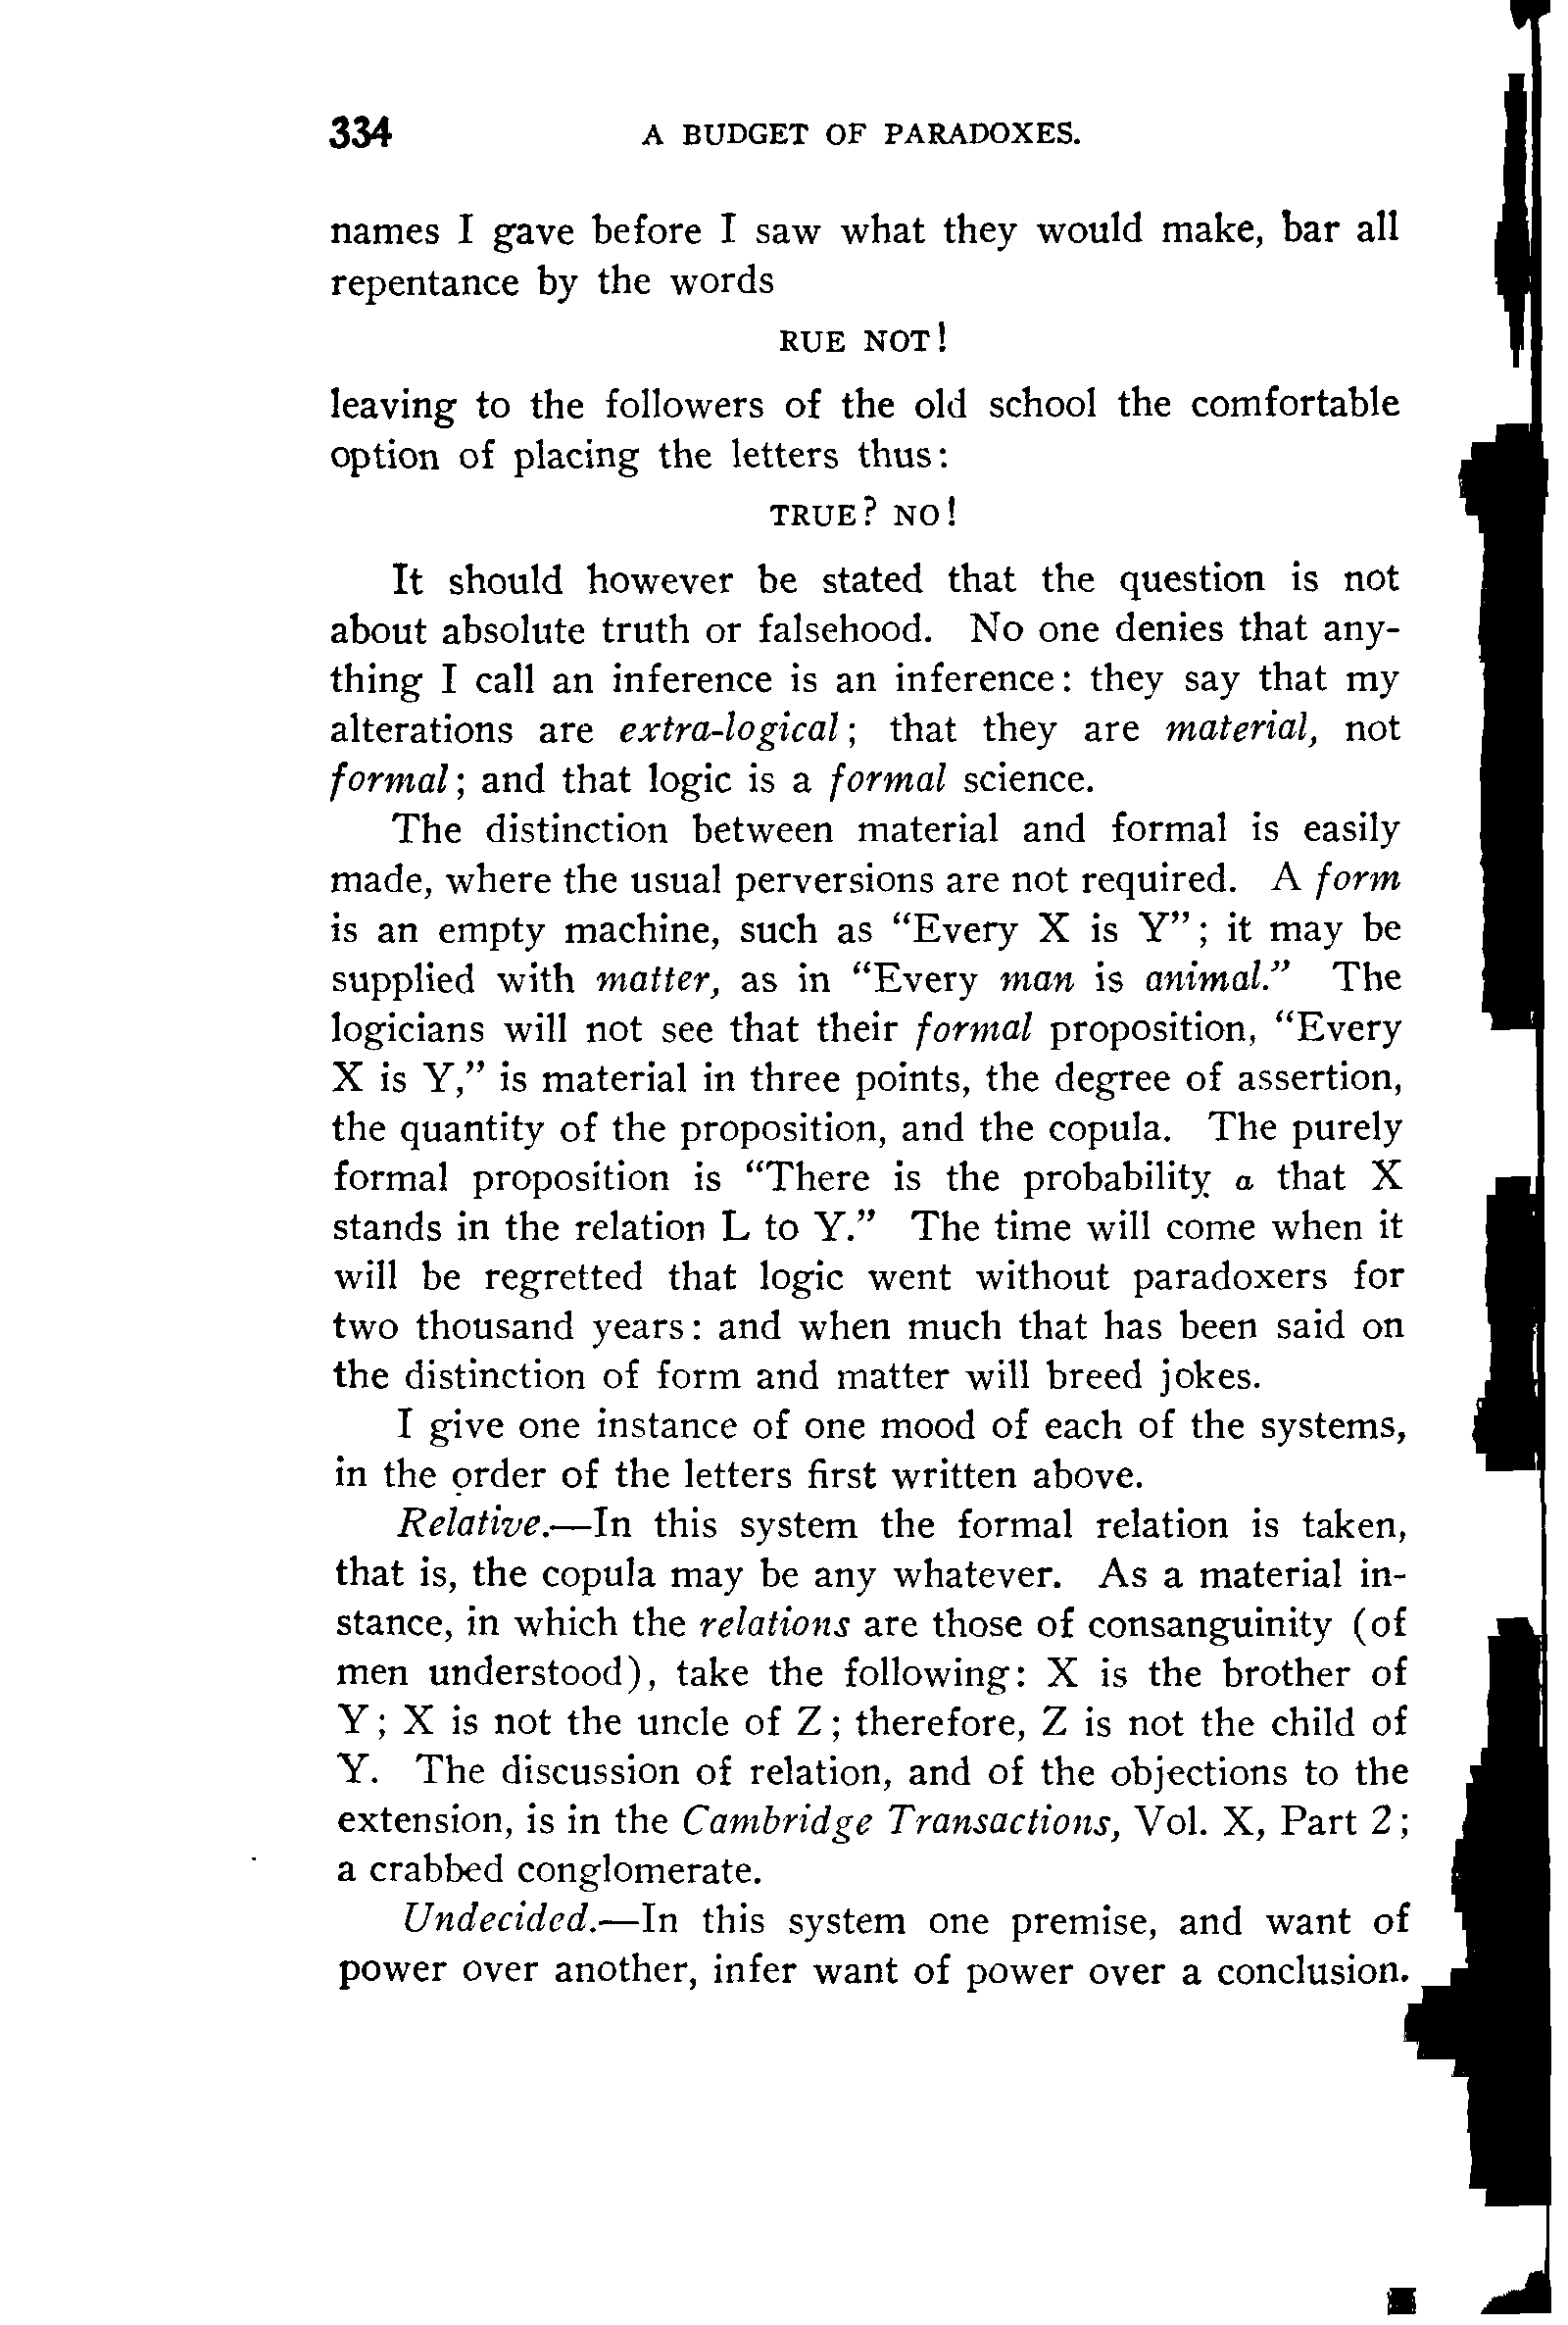 334 A BUDGET OF PARADOXES.
names I gave before I saw what they would make, bar all
repentance by the words
RUE NOT!
leaving to the followers of the old school the comfortable
option of placing the letters thus:
TRUE? NO!
It should however be stated that the question is not
about absolute truth or falsehood. No one denies that any-
thing I call an inference is an inference: they say that my
alterations are extra-logical; that they are material, not
formal; and that logic is a formal science.
The distinction between material and formal is easily
made, where the usual perversions are not required. A form
is an empty machine, such as “Every X is Y”; it may be
supplied with matter, as in “Every man is animal.” The
logicians will not see that their formal proposition, “Every
X is Y,” is material in three points, the degree of assertion,
the quantity of the proposition, and the copula. The purely
formal proposition is “There is the probability α that X
stands in the relation L to Y.” The time will come when it
will be regretted that logic went without paradoxers for
two thousand years: and when much that has been said on
the distinction of form and matter will breed jokes.
I give one instance of one mood of each of the systems,
in the order of the letters first written above.
Relative.—In this system the formal relation is taken,
that is, the copula may be any whatever. As a material in-
stance, in which the relations are those of consanguinity (of
men understood), take the following: X is the brother of
Y; X is not the uncle of Z; therefore, Z is not the child of
Y. The discussion of relation, and of the objections to the
extension, is in the Cambridge Transactions, Vol. X, Part 2;
a crabbed conglomerate.
Undecided.—In this system one premise, and want of
power over another, infer want of power over a conclusion.